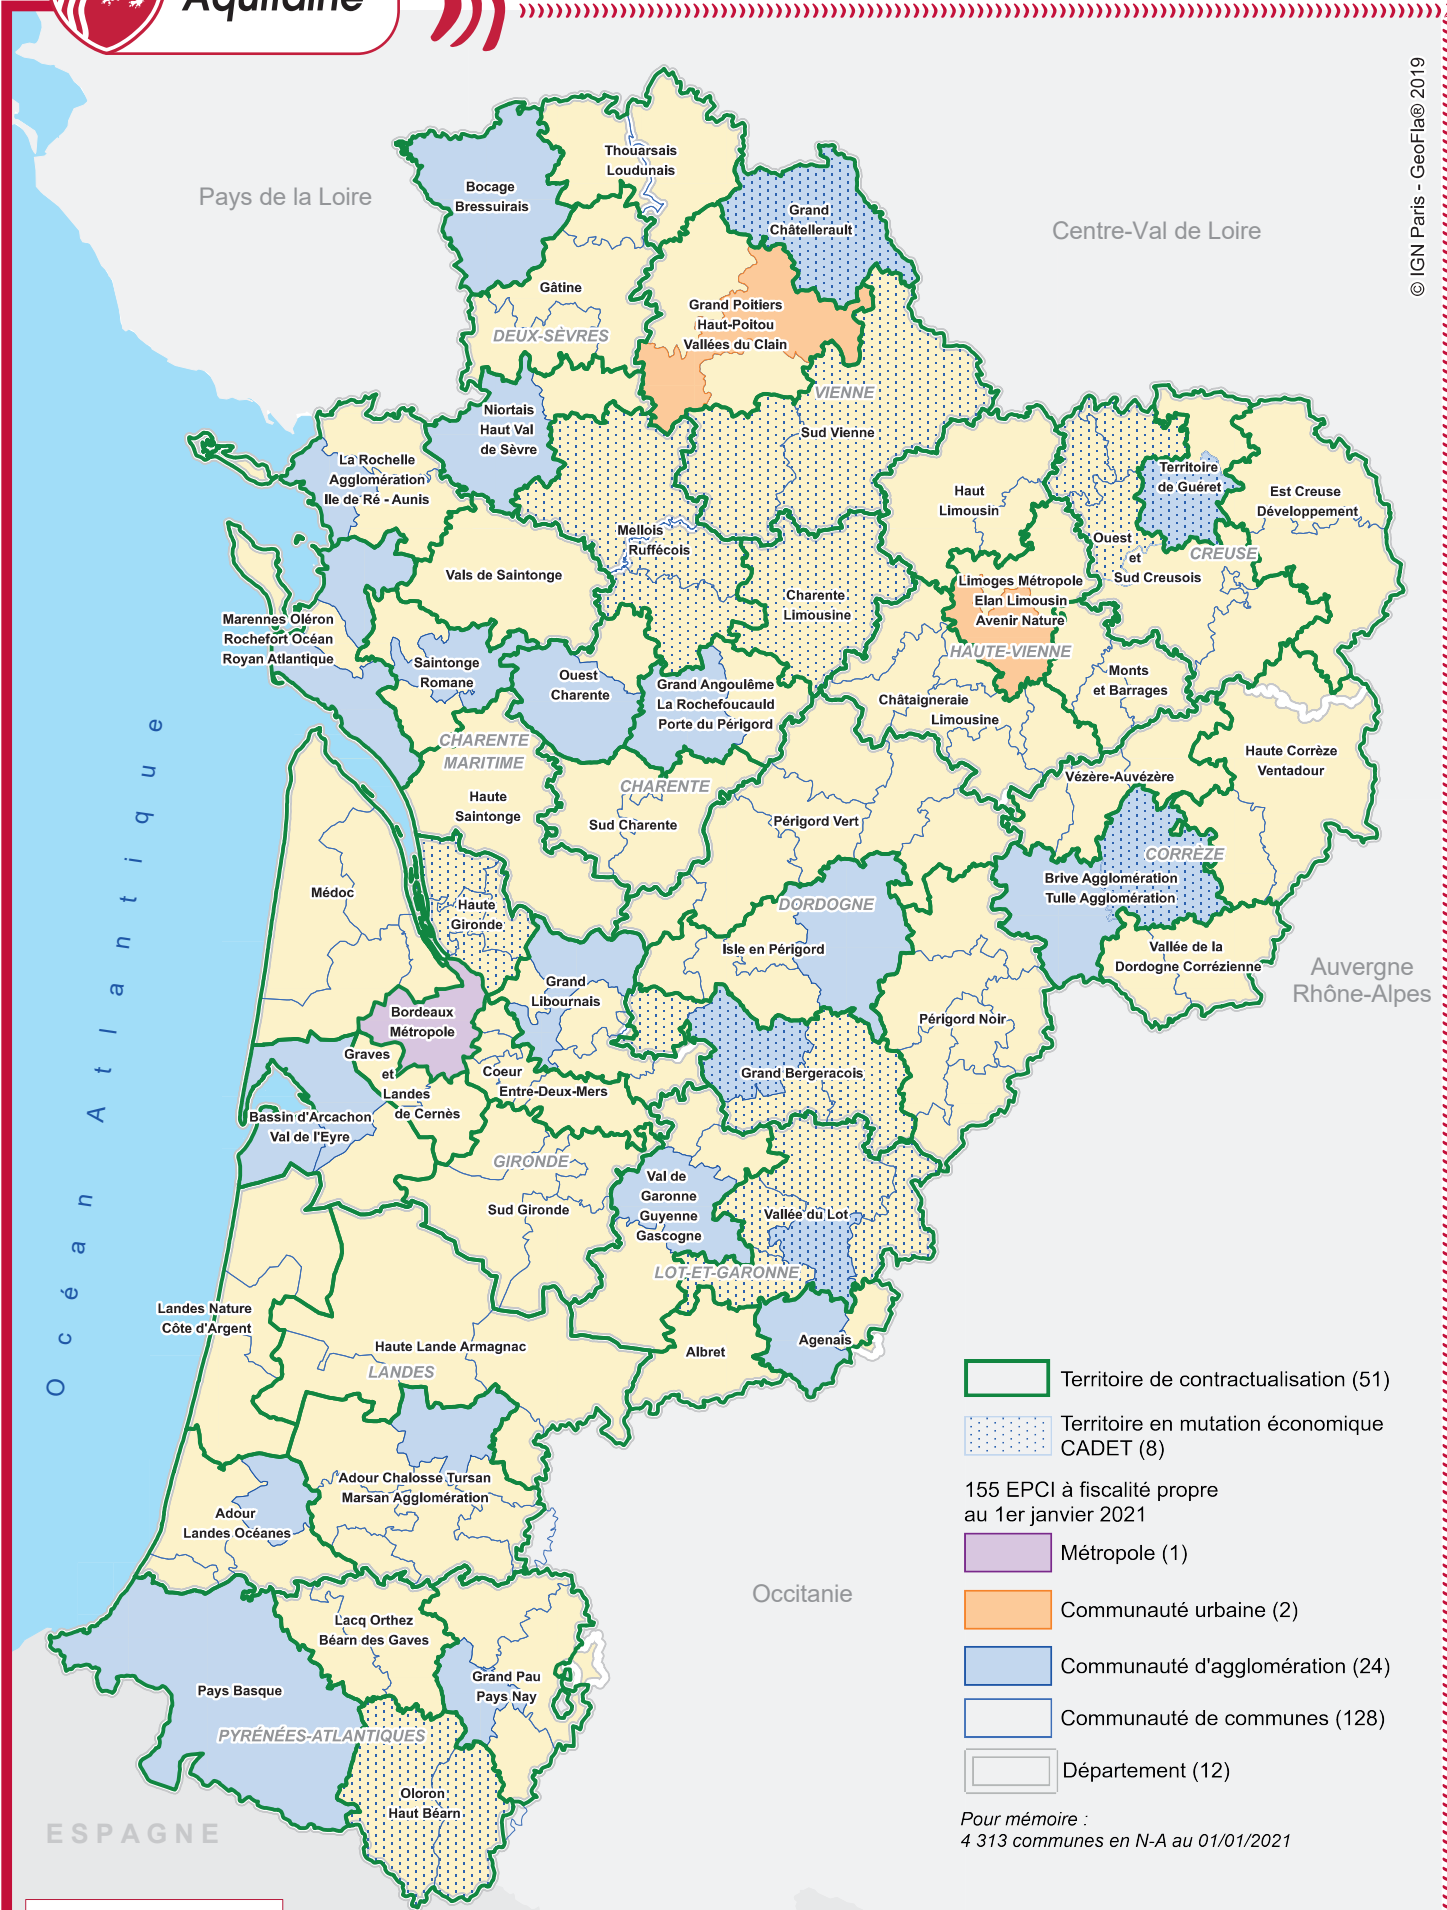 Aquitaine
© IGN Paris - GeoFla® 2019
Pays de la Loire
Centre-Val de Loire
Auvergne
Rhône-Alpes
Occitanie
ESPAGNE
Océan Atlantique
Thouarsais
Loudunais
Bocage
Bressuirais
Grand
Châtellerault
Gâtine
DEUX-SÈVRES
Grand Poitiers
Haut-Poitou
Vallées du Clain
VIENNE
Sud Vienne
Niortais
Haut Val
de Sèvre
La Rochelle
Agglomération
Ile de Ré - Aunis
Haut
Limousin
Territoire
de Guéret
Est Creuse
Développement
Ouest
et
Sud Creusois
CREUSE
Mellois
Ruffécois
Vals de Saintonge
Charente
Limousine
Limoges Métropole
Elan Limousin
Avenir Nature
HAUTE-VIENNE
Marennes Oléron
Rochefort Océan
Royan Atlantique
Saintonge
Romane
Ouest
Charente
Grand Angoulême
La Rochefoucauld
Porte du Périgord
Châtaigneraie
Limousine
Monts
et Barrages
CHARENTE
MARITIME
Haute
Saintonge
CHARENTE
Sud Charente
Périgord Vert
Vézère-Auvézère
Haute Corrèze
Ventadour
CORRÈZE
Brive Agglomération
Tulle Agglomération
Médoc
Haute
Gironde
DORDOGNE
Isle en Périgord
Vallée de la
Dordogne Corrézienne
Grand
Libournais
Bordeaux
Métropole
Périgord Noir
Graves
et
Landes
de Cernès
Coeur
Entre-Deux-Mers
Grand Bergeracois
Bassin d'Arcachon
Val de l'Eyre
GIRONDE
Sud Gironde
Val de
Garonne
Guyenne
Gascogne
Vallée du Lot
LOT-ET-GARONNE
Landes Nature
Côte d'Argent
Haute Lande Armagnac
LANDES
Albret
Agenais
Adour Chalosse Tursan
Marsan Agglomération
Adour
Landes Océanes
Lacq Orthez
Béarn des Gaves
Grand Pau
Pays Nay
Pays Basque
PYRÉNÉES-ATLANTIQUES
Oloron
Haut Béarn
Territoire de contractualisation (51)
Territoire en mutation économique
CADET (8)
155 EPCI à fiscalité propre
au 1er janvier 2021
Métropole (1)
Communauté urbaine (2)
Communauté d'agglomération (24)
Communauté de communes (128)
Département (12)
Pour mémoire :
4 313 communes en N-A au 01/01/2021